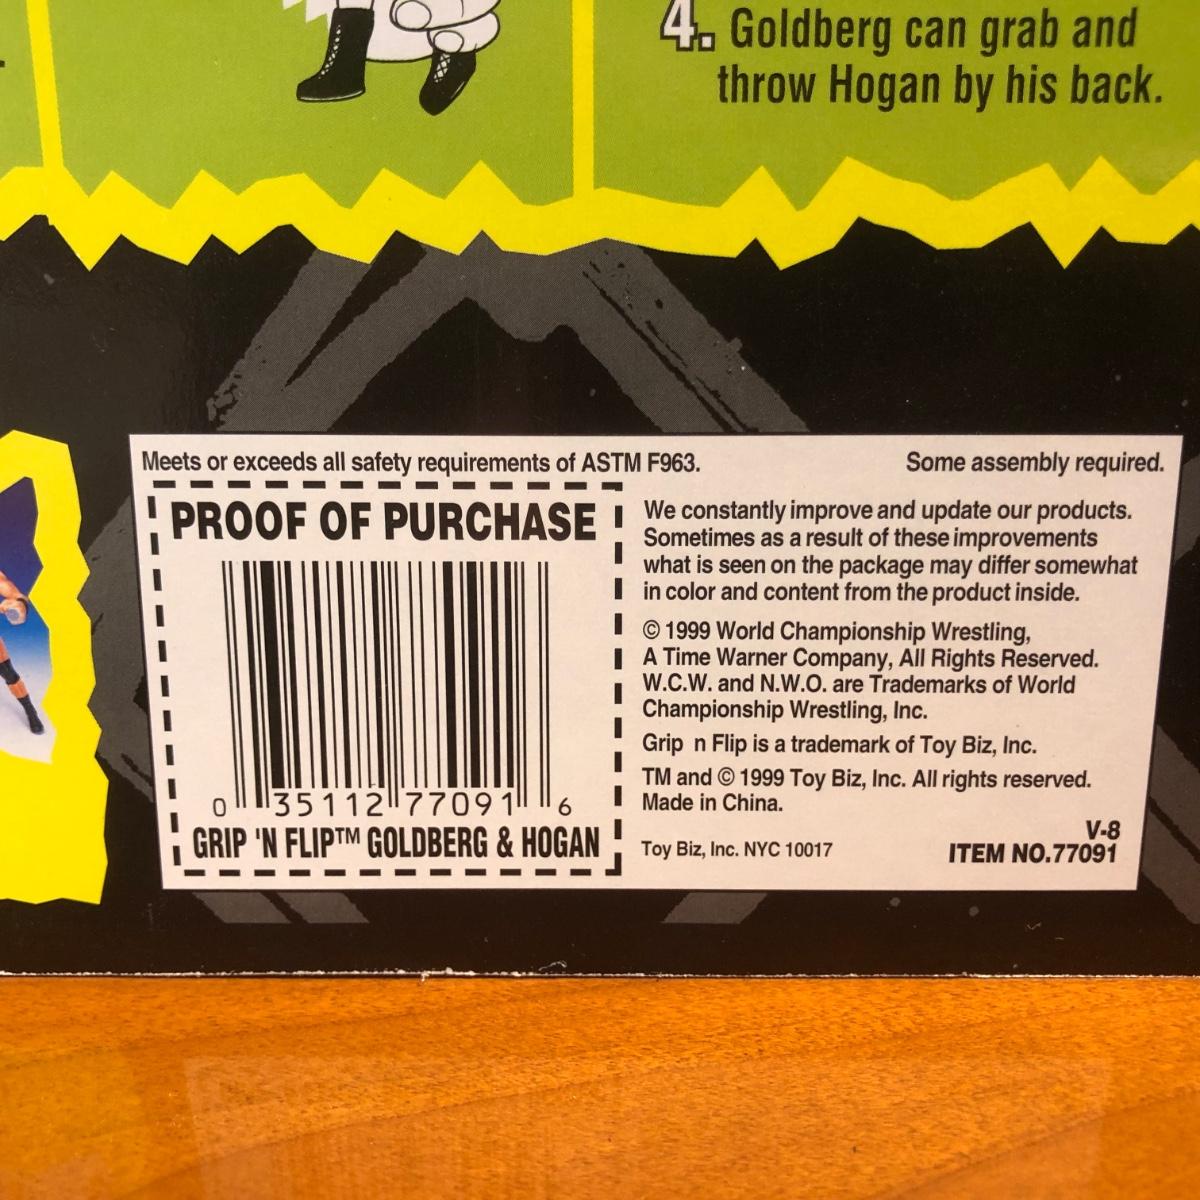 4. Goldberg can grab and
throw Hogan by his back.
Meets or exceeds all safety requirements of ASTM F963.
Some assembly required.
PROOF OF PURCHASE
0 35112 77091 6
GRIP 'N FLIP™ GOLDBERG & HOGAN
We constantly improve and update our products.
Sometimes as a result of these improvements
what is seen on the package may differ somewhat
in color and content from the product inside.
© 1999 World Championship Wrestling,
A Time Warner Company, All Rights Reserved.
W.C.W. and N.W.O. are Trademarks of World
Championship Wrestling, Inc.
Grip n Flip is a trademark of Toy Biz, Inc.
TM and © 1999 Toy Biz, Inc. All rights reserved.
Made in China.
Toy Biz, Inc. NYC 10017
V-8
ITEM NO.77091